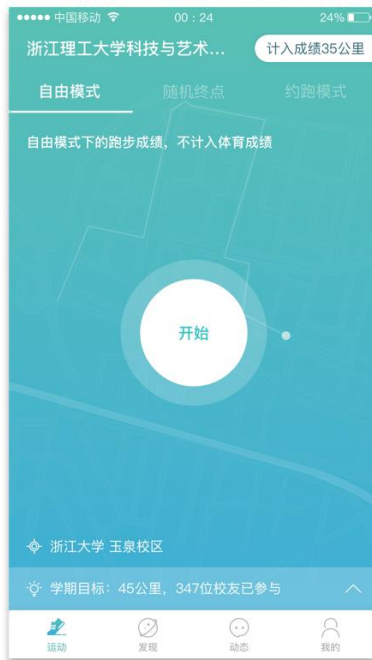 中国移动 00:24 24%
浙江理工大学科技与艺术... 计入成绩35公里
自由模式 随机终点 约跑模式
自由模式下的跑步成绩，不计入体育成绩
开始
浙江大学 玉泉校区
学期目标：45公里，347位校友已参与
运动 发现 动态 我的